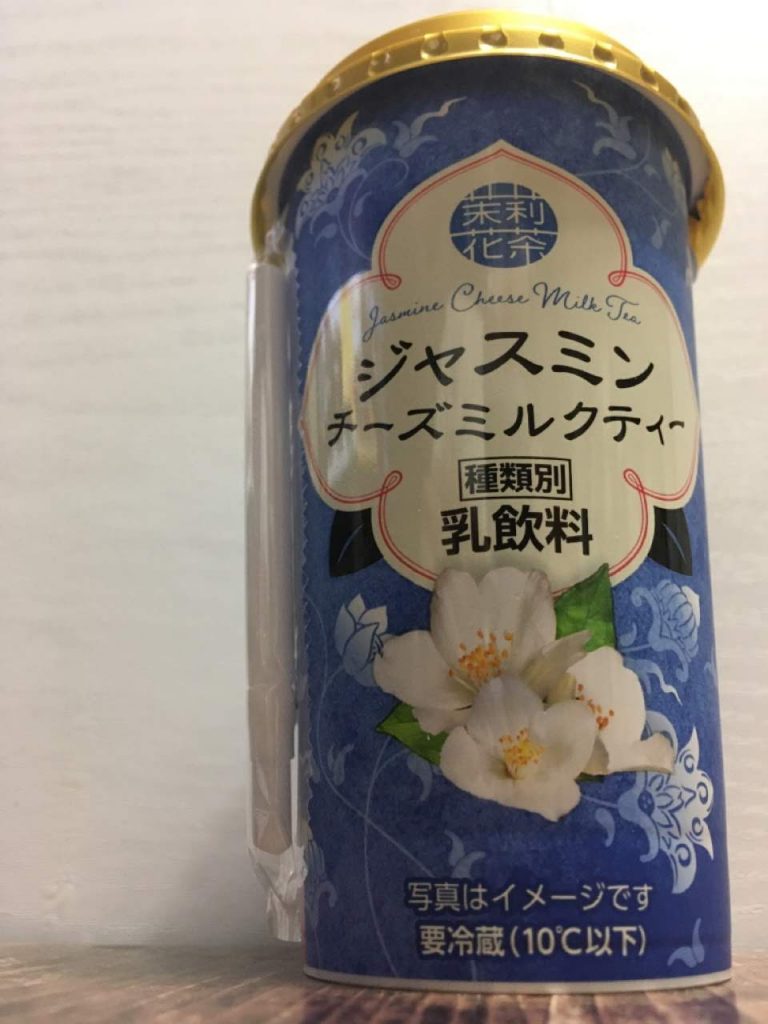 茉莉
花茶
Jasmine Cheese Milk Tea
ジャスミン
チーズミルクティー
種類別
乳飲料
写真はイメージです
要冷蔵(10℃以下)